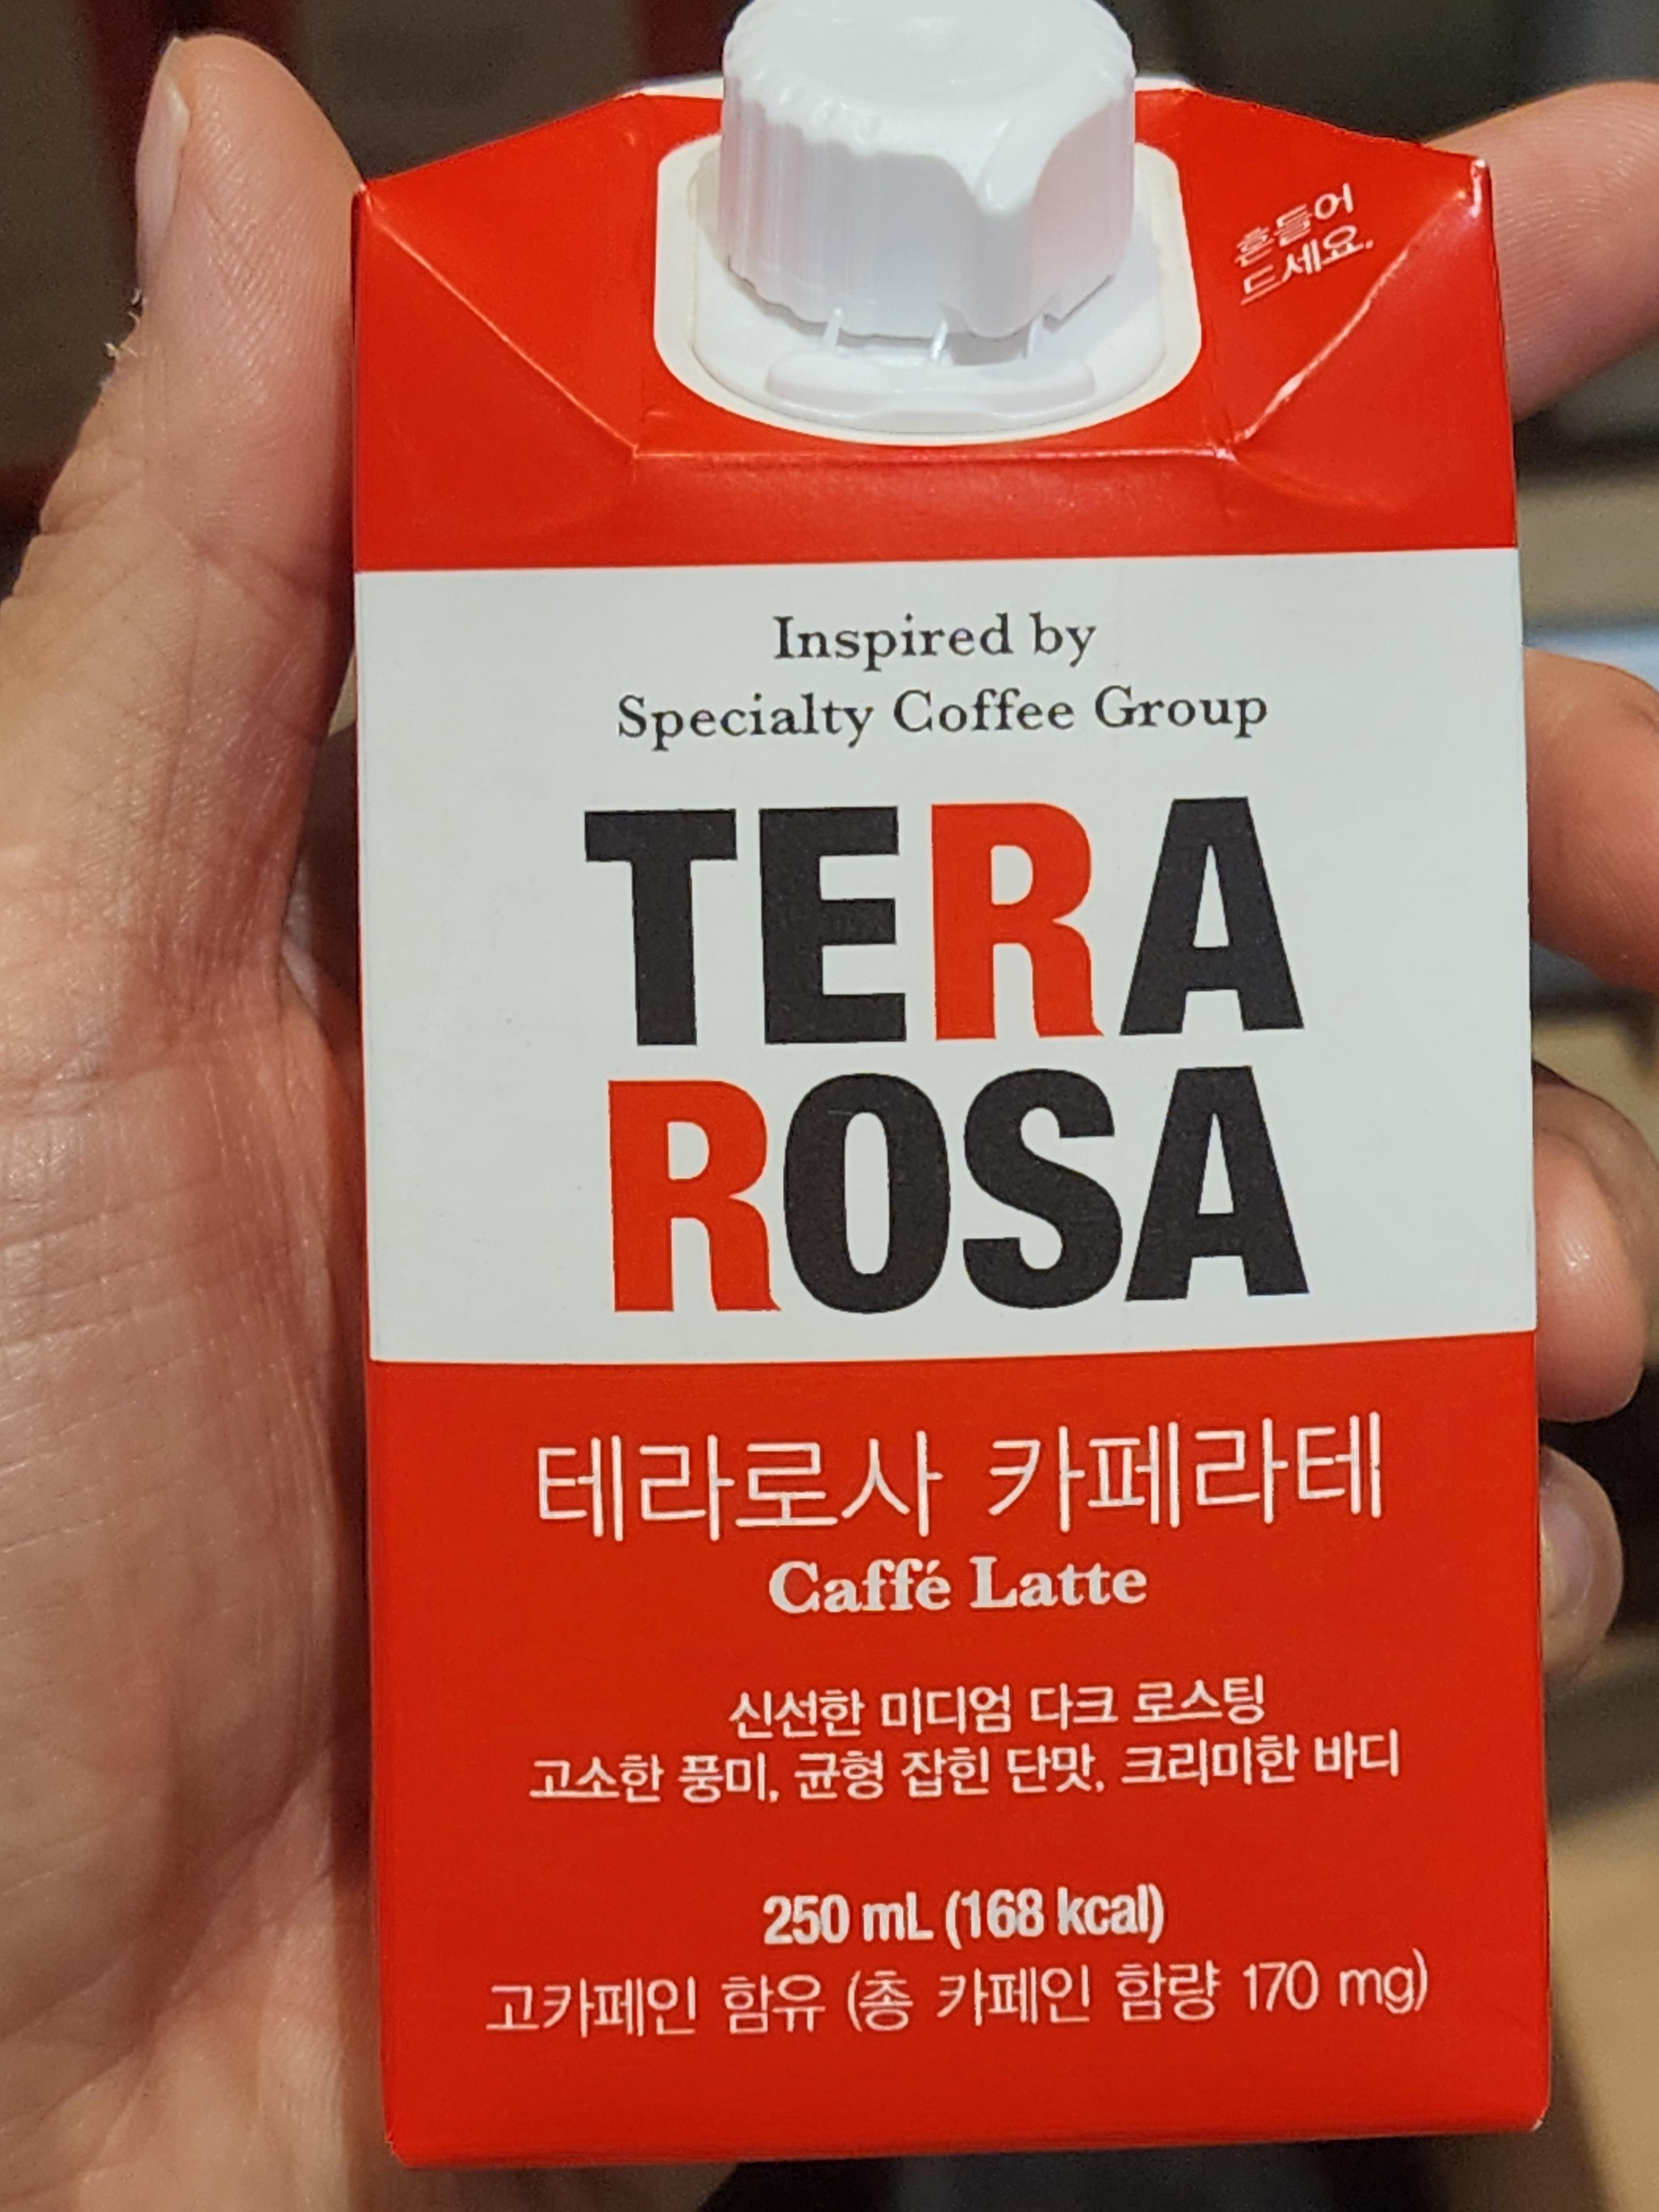 흔들어
드세요.
Inspired by
Specialty Coffee Group
TERA
ROSA
테라로사 카페라테
Caffé Latte
신선한 미디엄 다크 로스팅
고소한 풍미, 균형 잡힌 단맛, 크리미한 바디
250 mL (168 kcal)
고카페인 함유 (총 카페인 함량 170 mg)